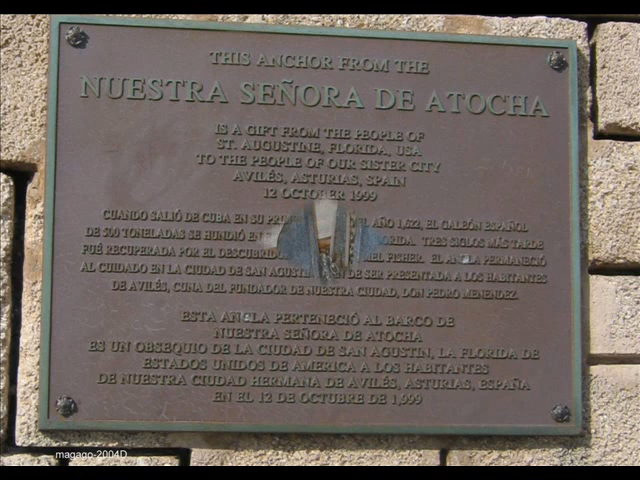 THIS ANCHOR FROM THE
NUESTRA SEÑORA DE ATOCHA
IS A GIFT FROM THE PEOPLE OF
ST. AUGUSTINE, FLORIDA, USA
TO THE PEOPLE OF OUR SISTER CITY
AVILÉS, ASTURIAS, SPAIN
12 OCTOBER 1999
CUANDO SALIÓ DE CUBA EN SU AÑO 1,622, EL GALEÓN ESPAÑOL
DE 500 TONELADAS SE HUNDIÓ EN TRES SIGLOS MÁS TARDE
FUÉ RECUPERADA POR EL MEL FISHER. EL PERMANECIÓ
AL CUIDADO EN LA CIUDAD DE SAN DE SER PRESENTADA A LOS HABITANTES
DE AVILÉS, CUNA DEL FUNDADOR DE NUESTRA CIUDAD, DON PEDRO MENENDEZ.
ESTA PERTENECIÓ AL BARCO DE
NUESTRA SEÑORA DE ATOCHA
ES UN OBSEQUIO DE LA CIUDAD DE SAN AGUSTIN, LA FLORIDA DE
ESTADOS UNIDOS DE AMERICA A LOS HABITANTES
DE NUESTRA CIUDAD HERMANA DE AVILÉS, ASTURIAS, ESPAÑA
EN EL 12 DE OCTUBRE DE 1,999
magago-2004D